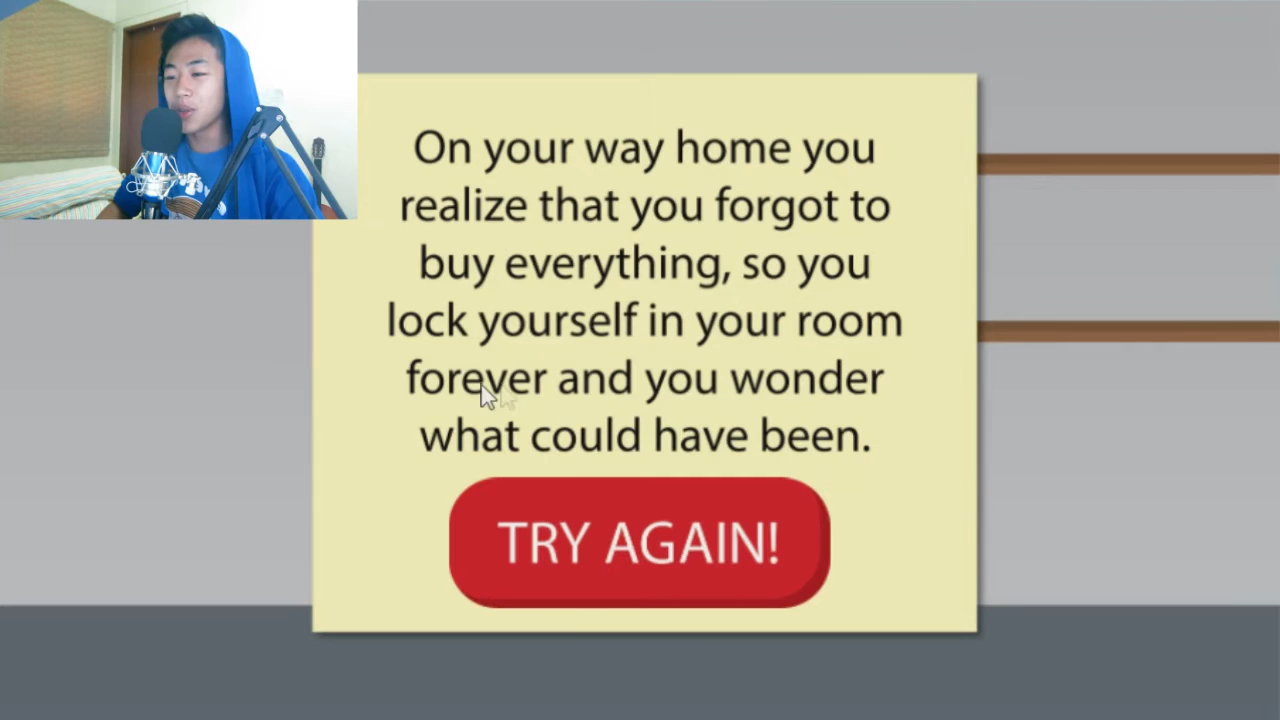 On your way home you
realize that you forgot to
buy everything, so you
lock yourself in your room
forever and you wonder
what could have been.
TRY AGAIN!